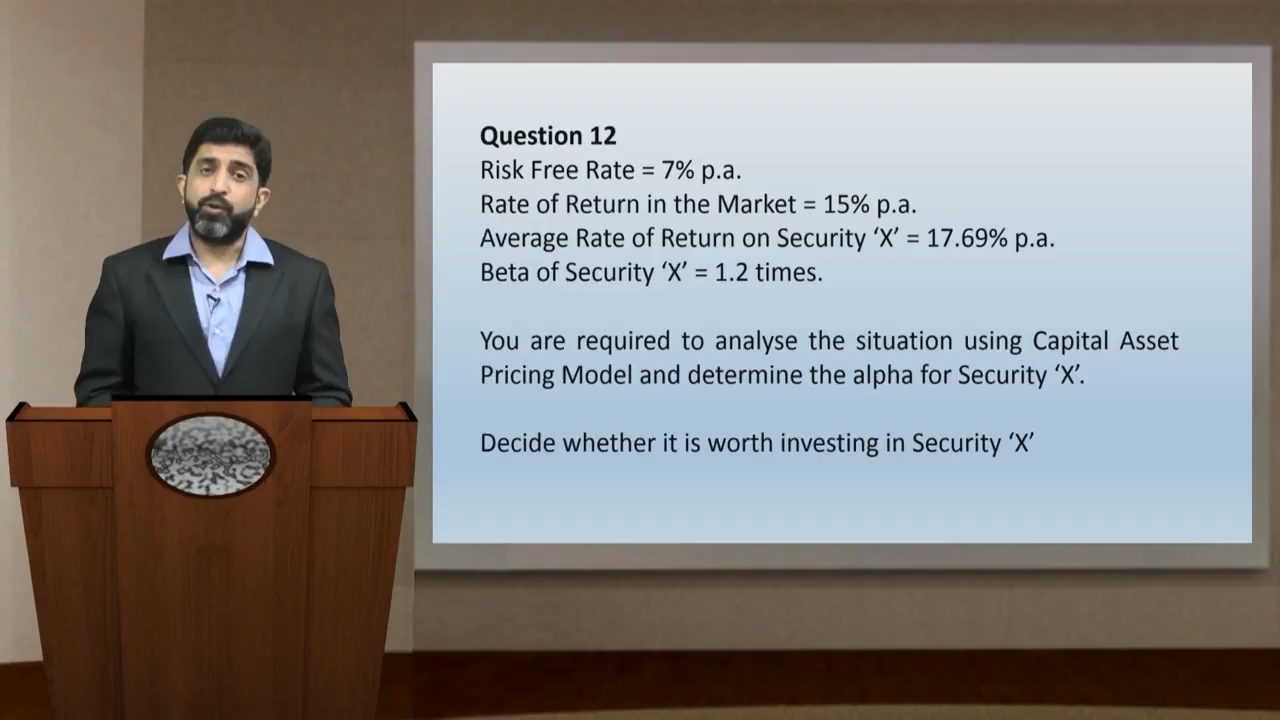 Question 12
Risk Free Rate = 7% p.a.
Rate of Return in the Market = 15% p.a.
Average Rate of Return on Security ‘X’ = 17.69% p.a.
Beta of Security ‘X’ = 1.2 times.
You are required to analyse the situation using Capital Asset
Pricing Model and determine the alpha for Security ‘X’.
Decide whether it is worth investing in Security ‘X’